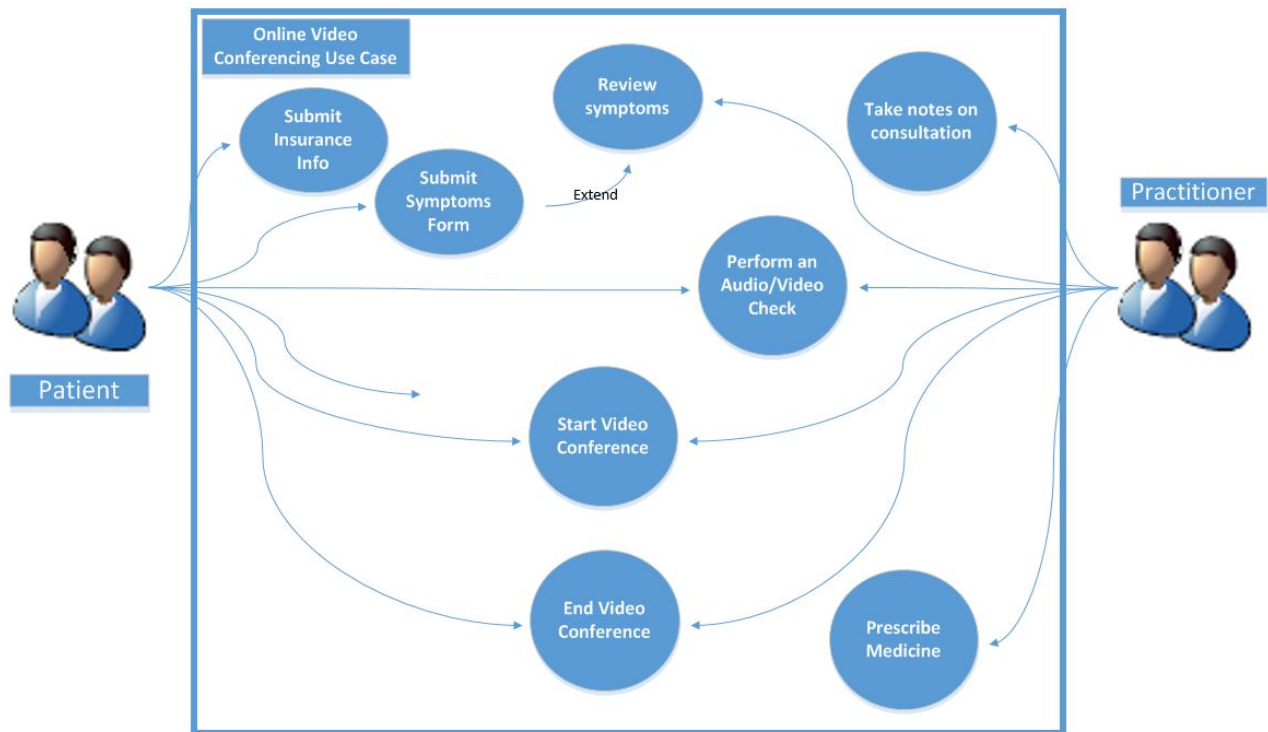 Online Video
Conferencing Use Case
Submit
Insurance
Info
Submit
Symptoms
Form
Review
symptoms
Take notes on
consultation
Extend
Practitioner
Perform an
Audio/Video
Check
Patient
Start Video
Conference
End Video
Conference
Prescribe
Medicine